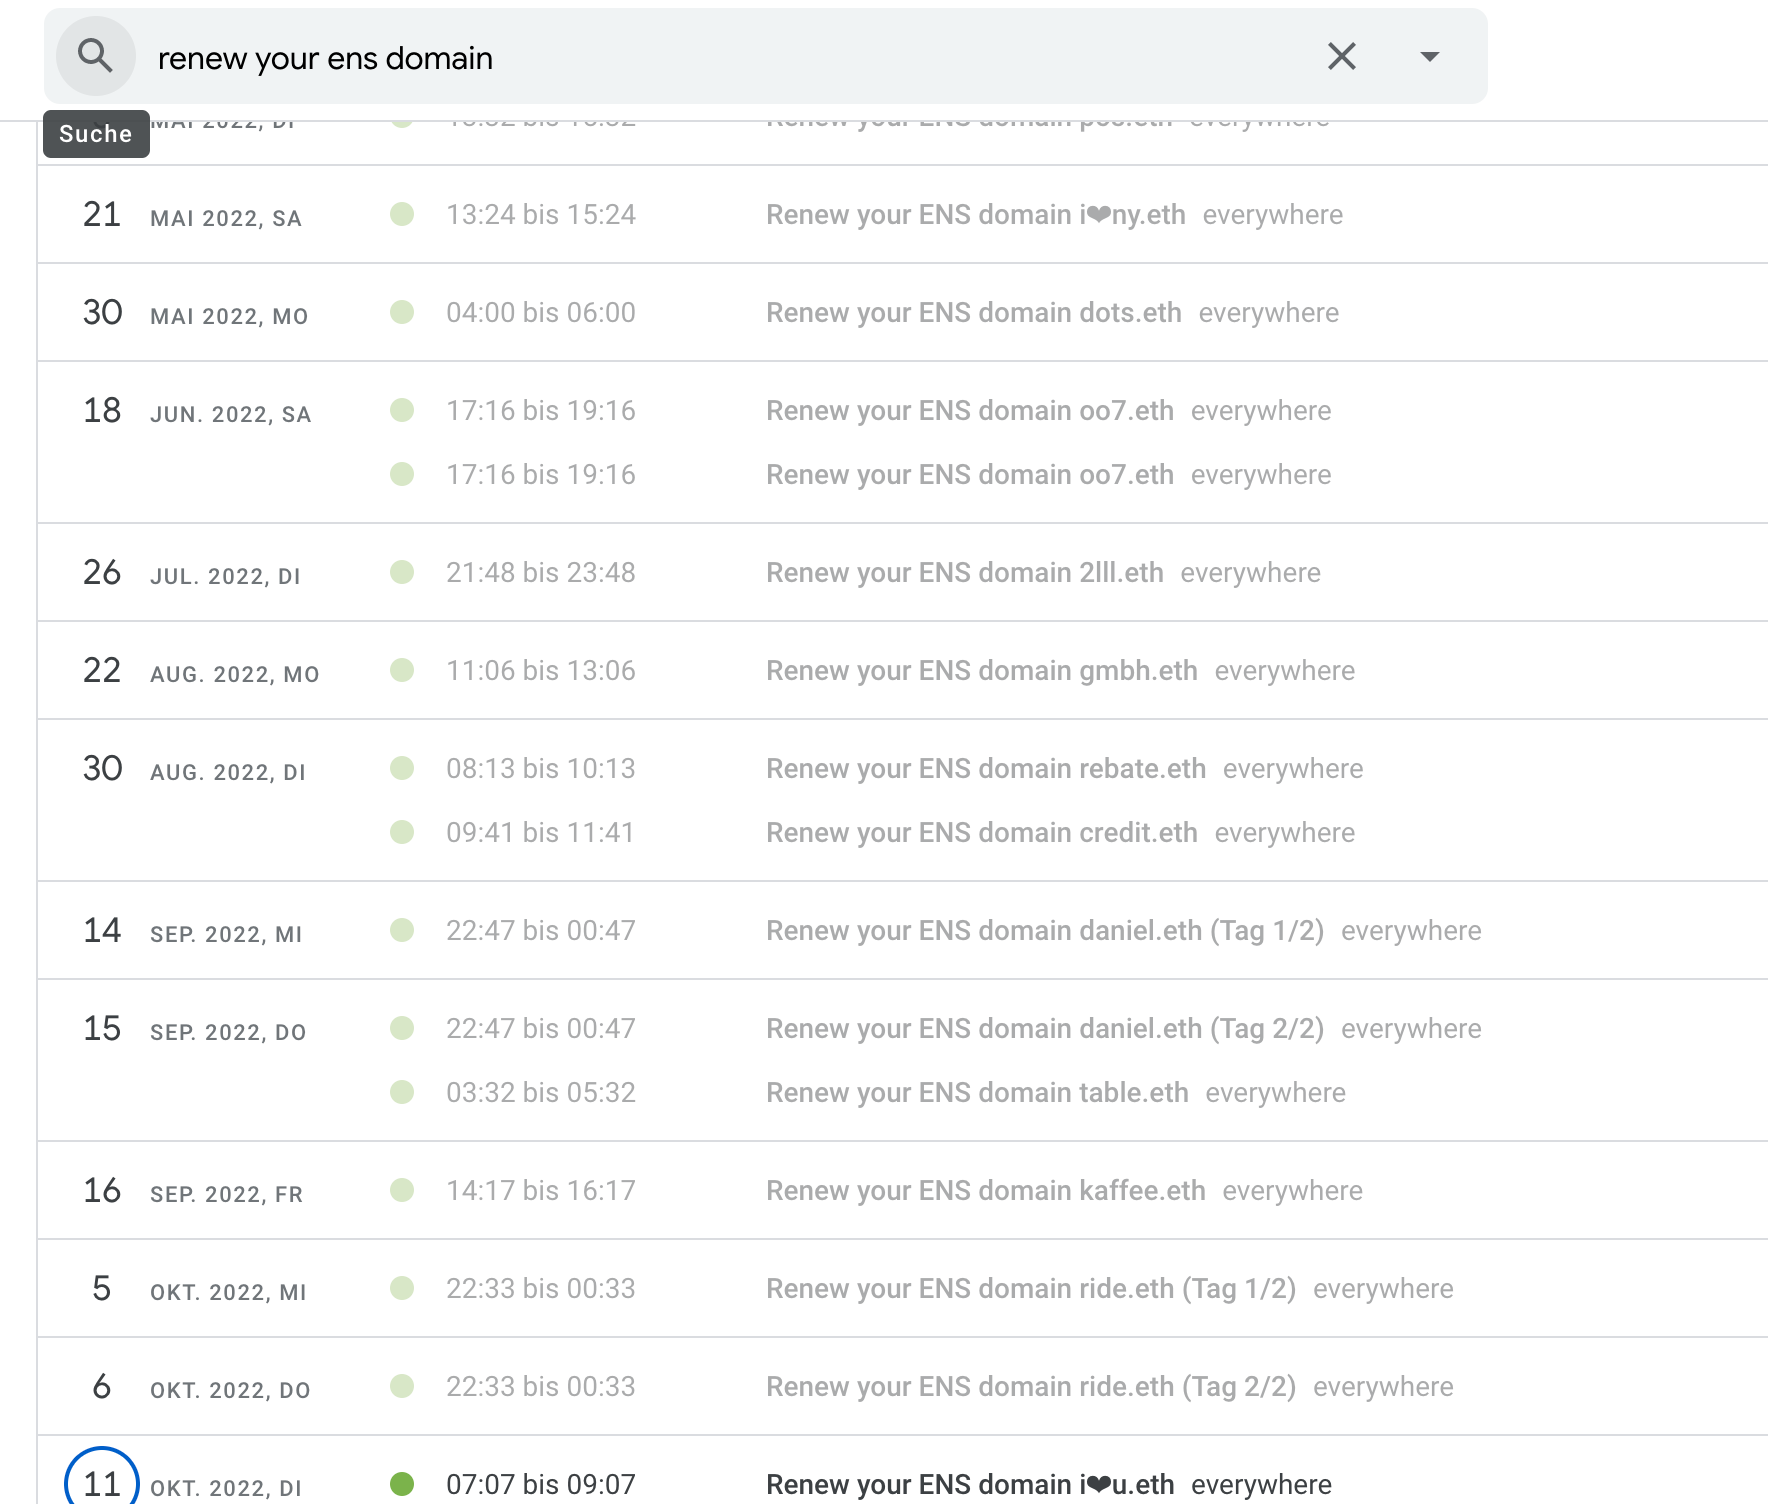 renew your ens domain
Suche
MAI 2022, DI Renew your ENS domain everywhere
21 MAI 2022, SA 13:24 bis 15:24 Renew your ENS domain i❤ny.eth everywhere
30 MAI 2022, MO 04:00 bis 06:00 Renew your ENS domain dots.eth everywhere
18 JUN. 2022, SA 17:16 bis 19:16 Renew your ENS domain oo7.eth everywhere
17:16 bis 19:16 Renew your ENS domain oo7.eth everywhere
26 JUL. 2022, DI 21:48 bis 23:48 Renew your ENS domain 2lll.eth everywhere
22 AUG. 2022, MO 11:06 bis 13:06 Renew your ENS domain gmbh.eth everywhere
30 AUG. 2022, DI 08:13 bis 10:13 Renew your ENS domain rebate.eth everywhere
09:41 bis 11:41 Renew your ENS domain credit.eth everywhere
14 SEP. 2022, MI 22:47 bis 00:47 Renew your ENS domain daniel.eth (Tag 1/2) everywhere
15 SEP. 2022, DO 22:47 bis 00:47 Renew your ENS domain daniel.eth (Tag 2/2) everywhere
03:32 bis 05:32 Renew your ENS domain table.eth everywhere
16 SEP. 2022, FR 14:17 bis 16:17 Renew your ENS domain kaffee.eth everywhere
5 OKT. 2022, MI 22:33 bis 00:33 Renew your ENS domain ride.eth (Tag 1/2) everywhere
6 OKT. 2022, DO 22:33 bis 00:33 Renew your ENS domain ride.eth (Tag 2/2) everywhere
11 OKT. 2022, DI 07:07 bis 09:07 Renew your ENS domain i❤u.eth everywhere